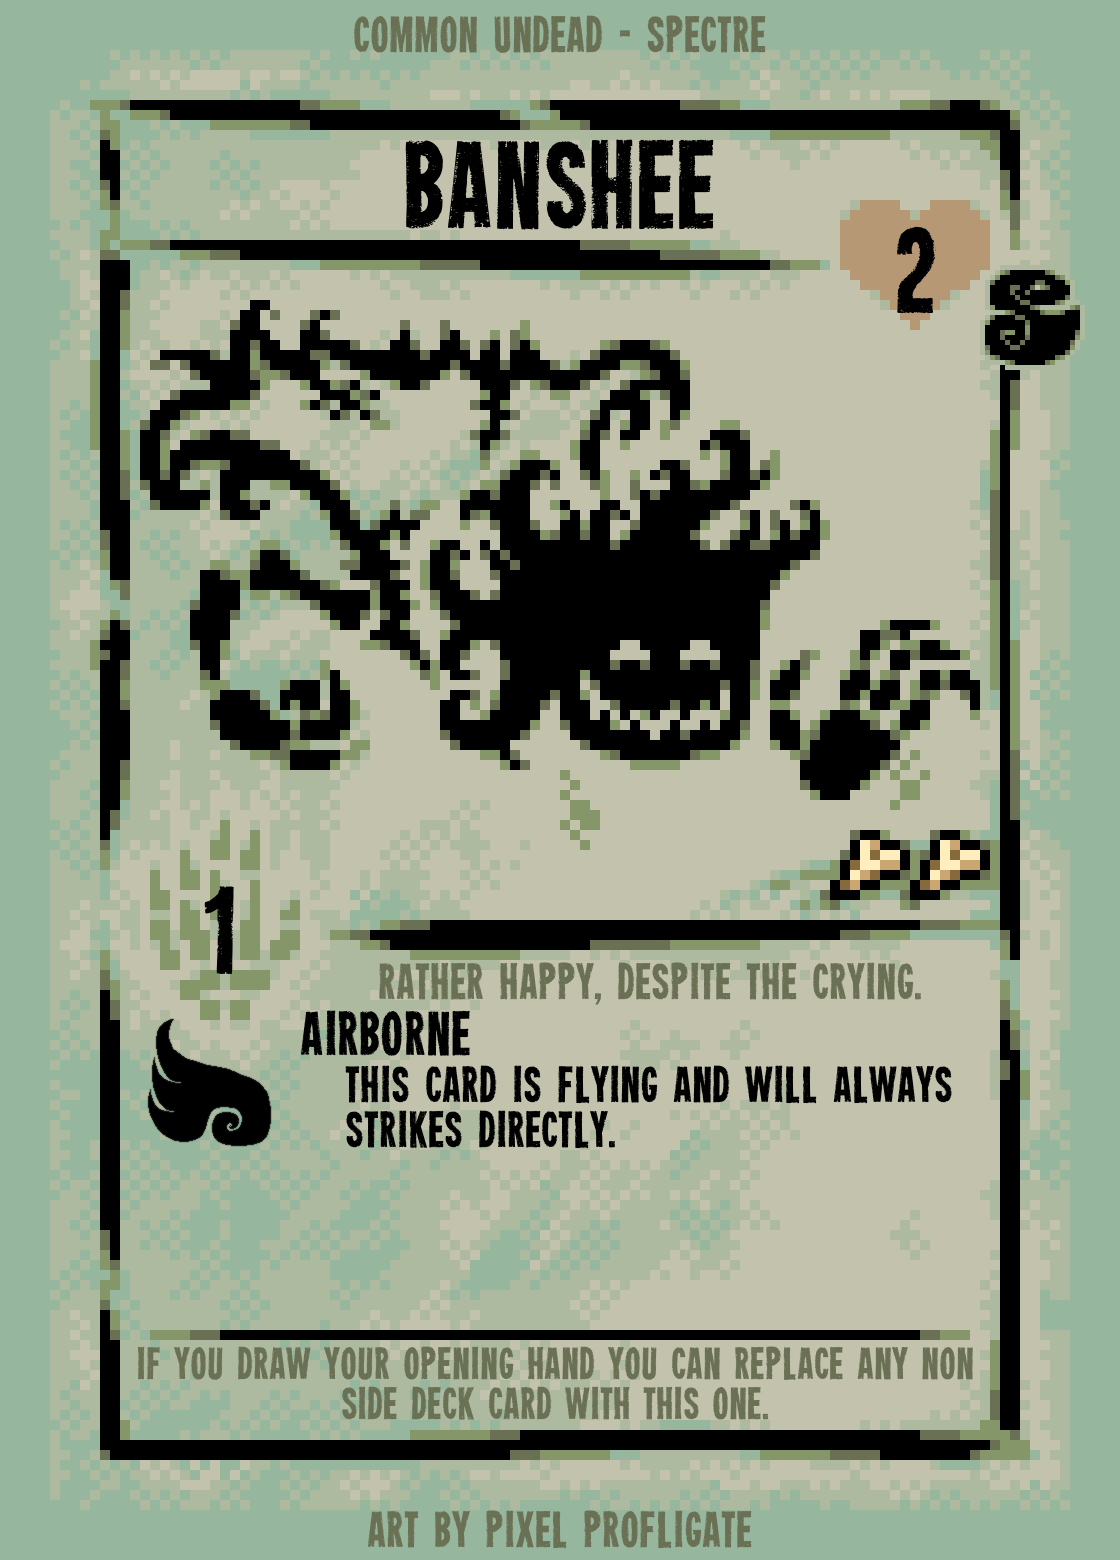 COMMON UNDEAD - SPECTRE
BANSHEE
2
1
RATHER HAPPY, DESPITE THE CRYING.
AIRBORNE
THIS CARD IS FLYING AND WILL ALWAYS
STRIKES DIRECTLY.
IF YOU DRAW YOUR OPENING HAND YOU CAN REPLACE ANY NON
SIDE DECK CARD WITH THIS ONE.
ART BY PIXEL PROFLIGATE